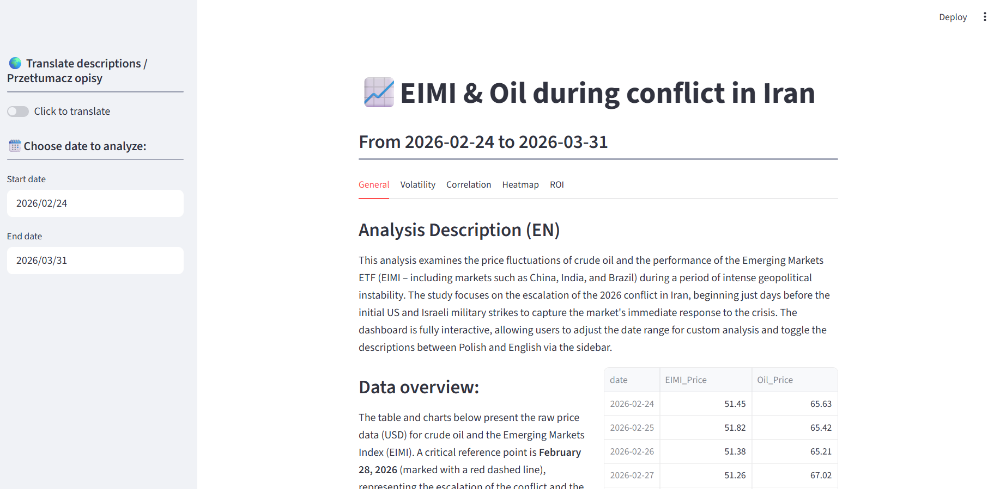 Deploy
Translate descriptions /
Przetłumacz opisy
Click to translate
Choose date to analyze:
Start date
2026/02/24
End date
2026/03/31
EIMI & Oil during conflict in Iran
From 2026-02-24 to 2026-03-31
General Volatility Correlation Heatmap ROI
Analysis Description (EN)
This analysis examines the price fluctuations of crude oil and the performance of the Emerging Markets
ETF (EIMI – including markets such as China, India, and Brazil) during a period of intense geopolitical
instability. The study focuses on the escalation of the 2026 conflict in Iran, beginning just days before the
initial US and Israeli military strikes to capture the market's immediate response to the crisis. The
dashboard is fully interactive, allowing users to adjust the date range for custom analysis and toggle the
descriptions between Polish and English via the sidebar.
Data overview:
The table and charts below present the raw price
data (USD) for crude oil and the Emerging Markets
Index (EIMI). A critical reference point is February
28, 2026 (marked with a red dashed line),
representing the escalation of the conflict and the
date EIMI_Price Oil_Price
2026-02-24 51.45 65.63
2026-02-25 51.82 65.42
2026-02-26 51.38 65.21
2026-02-27 51.26 67.02